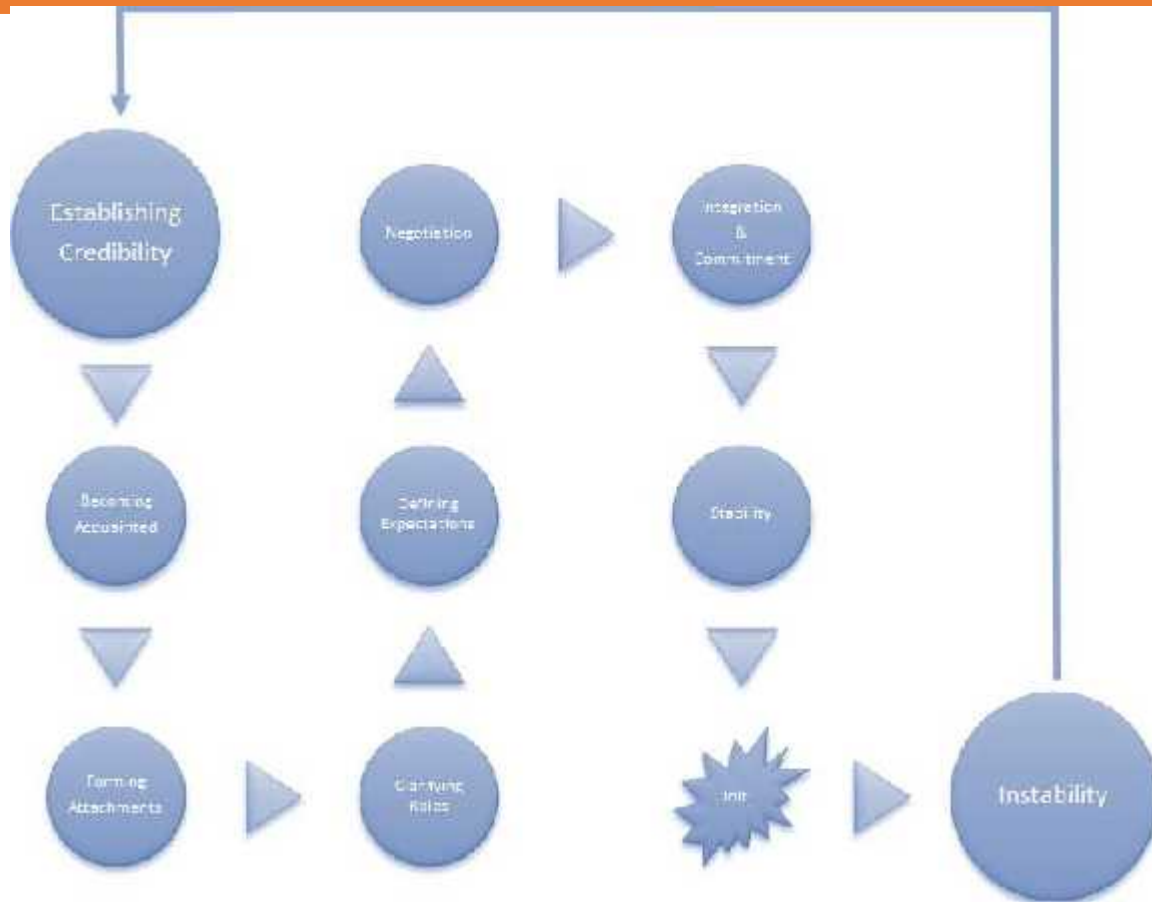 Establishing
Credibility
Becoming
Acquainted
Forming
Attachments
Clarifying
Roles
Defining
Expectations
Negotiation
Integration
&
Commitment
Stability
Instability